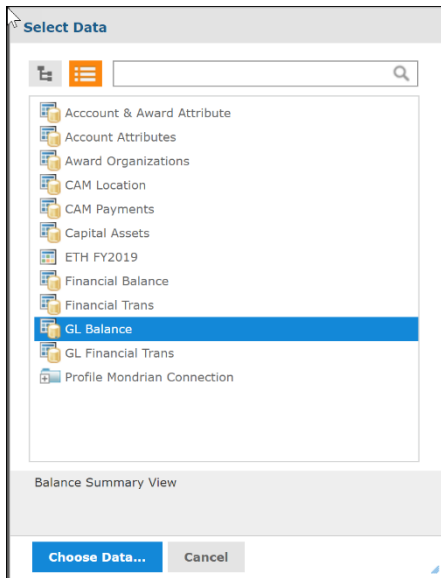 Select Data
Acccount & Award Attribute
Account Attributes
Award Organizations
CAM Location
CAM Payments
Capital Assets
ETH FY2019
Financial Balance
Financial Trans
GL Balance
GL Financial Trans
Profile Mondrian Connection
Balance Summary View
Choose Data... Cancel